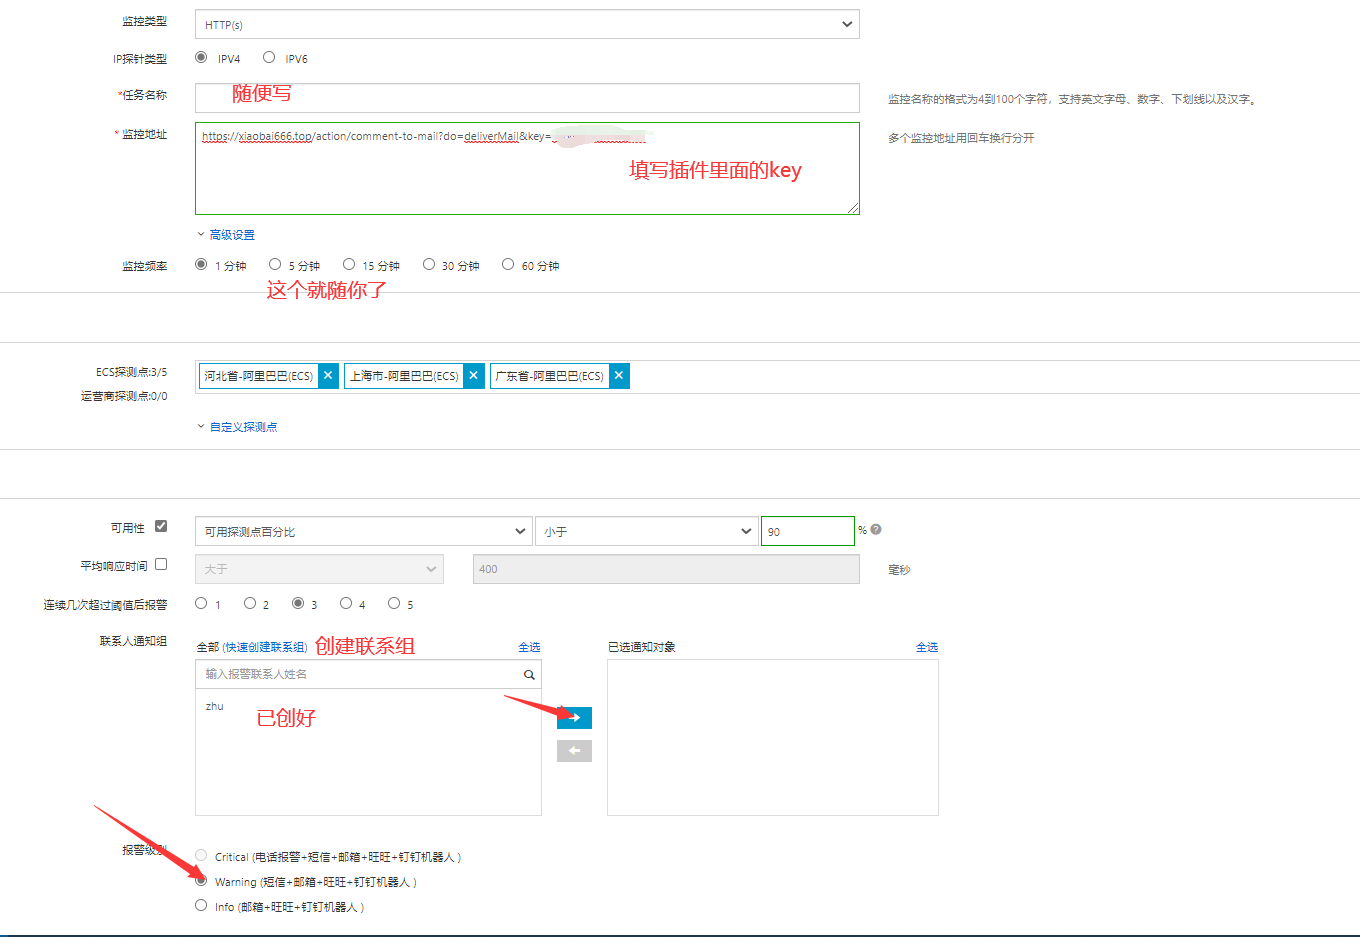 监控类型 HTTP(s)
IP探针类型 IPV4 IPV6
*任务名称 随便写 监控名称的格式为4到100个字符，支持英文字母、数字、下划线以及汉字。
* 监控地址 https://xiaobai666.top/action/comment-to-mail?do=deliverMail&key= 多个监控地址用回车换行分开
填写插件里面的key
高级设置
监控频率 1 分钟 5 分钟 15 分钟 30 分钟 60 分钟
这个就随你了
ECS探测点:3/5 河北省-阿里巴巴(ECS) × 上海市-阿里巴巴(ECS) × 广东省-阿里巴巴(ECS) ×
运营商探测点:0/0
自定义探测点
可用性 可用探测点百分比 小于 90 % ?
平均响应时间 大于 400 毫秒
连续几次超过阈值后报警 1 2 3 4 5
联系人通知组 全部 (快速创建联系组) 创建联系组 全选 已选通知对象 全选
输入报警联系人姓名
zhu
已创好
报警级别 Critical (电话报警+短信+邮箱+旺旺+钉钉机器人 )
Warning (短信+邮箱+旺旺+钉钉机器人 )
Info (邮箱+旺旺+钉钉机器人 )